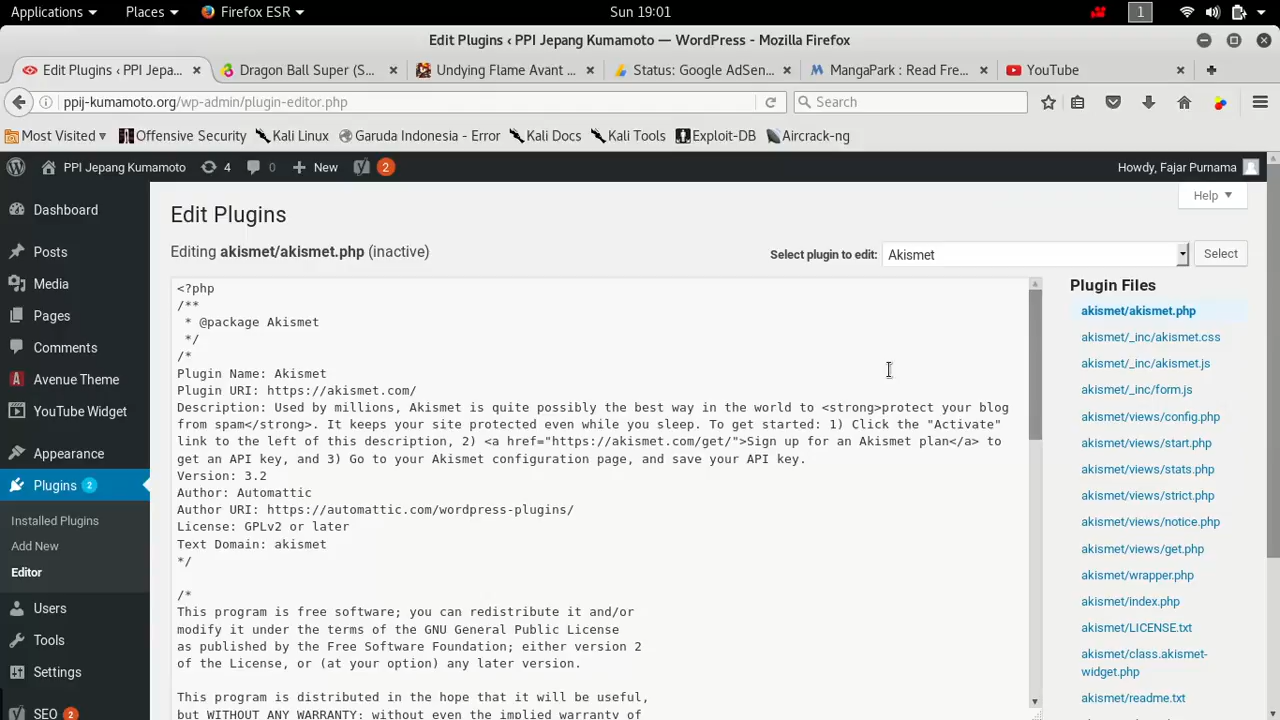 Applications Places Firefox ESR Sun 19:01 1
Edit Plugins ‹ PPI Jepang Kumamoto — WordPress - Mozilla Firefox
Edit Plugins ‹ PPI Jepa... Dragon Ball Super (S... Undying Flame Avant ... Status: Google AdSen... MangaPark : Read Fre... YouTube
ppij-kumamoto.org/wp-admin/plugin-editor.php Search
Most Visited Offensive Security Kali Linux Garuda Indonesia - Error Kali Docs Kali Tools Exploit-DB Aircrack-ng
PPI Jepang Kumamoto 4 0 New 2 Howdy, Fajar Purnama
Help
Dashboard
Posts
Media
Pages
Comments
Avenue Theme
YouTube Widget
Appearance
Plugins 2
Installed Plugins
Add New
Editor
Users
Tools
Settings
SEO 2
Edit Plugins
Editing akismet/akismet.php (inactive)
Select plugin to edit: Akismet Select
<?php
/**
 * @package Akismet
 */
/*
Plugin Name: Akismet
Plugin URI: https://akismet.com/
Description: Used by millions, Akismet is quite possibly the best way in the world to <strong>protect your blog
from spam</strong>. It keeps your site protected even while you sleep. To get started: 1) Click the "Activate"
link to the left of this description, 2) <a href="https://akismet.com/get/">Sign up for an Akismet plan</a> to
get an API key, and 3) Go to your Akismet configuration page, and save your API key.
Version: 3.2
Author: Automattic
Author URI: https://automattic.com/wordpress-plugins/
License: GPLv2 or later
Text Domain: akismet
*/
/*
This program is free software; you can redistribute it and/or
modify it under the terms of the GNU General Public License
as published by the Free Software Foundation; either version 2
of the License, or (at your option) any later version.
This program is distributed in the hope that it will be useful,
but WITHOUT ANY WARRANTY; without even the implied warranty of
Plugin Files
akismet/akismet.php
akismet/_inc/akismet.css
akismet/_inc/akismet.js
akismet/_inc/form.js
akismet/views/config.php
akismet/views/start.php
akismet/views/stats.php
akismet/views/strict.php
akismet/views/notice.php
akismet/views/get.php
akismet/wrapper.php
akismet/index.php
akismet/LICENSE.txt
akismet/class.akismet-
widget.php
akismet/readme.txt